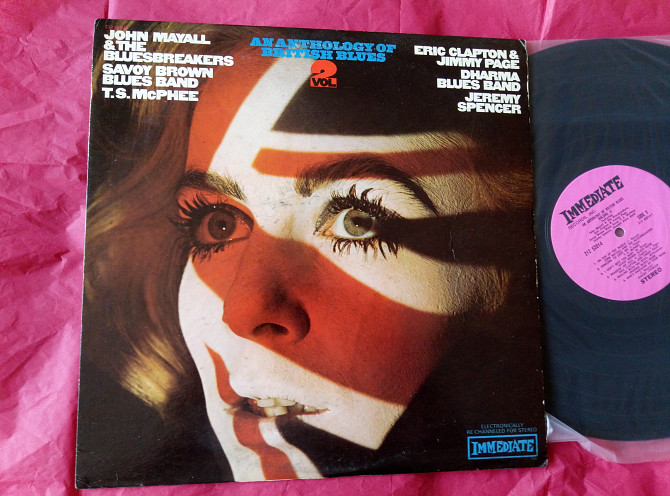 JOHN MAYALL
& THE
BLUESBREAKERS
SAVOY BROWN
BLUES BAND
T.S. McPHEE
AN ANTHOLOGY OF
BRITISH BLUES
2
VOL.
ERIC CLAPTON &
JIMMY PAGE
DHARMA
BLUES BAND
JEREMY
SPENCER
ELECTRONICALLY
RE CHANNELED FOR STEREO
IMMEDIATE
IMMEDIATE
STEREO